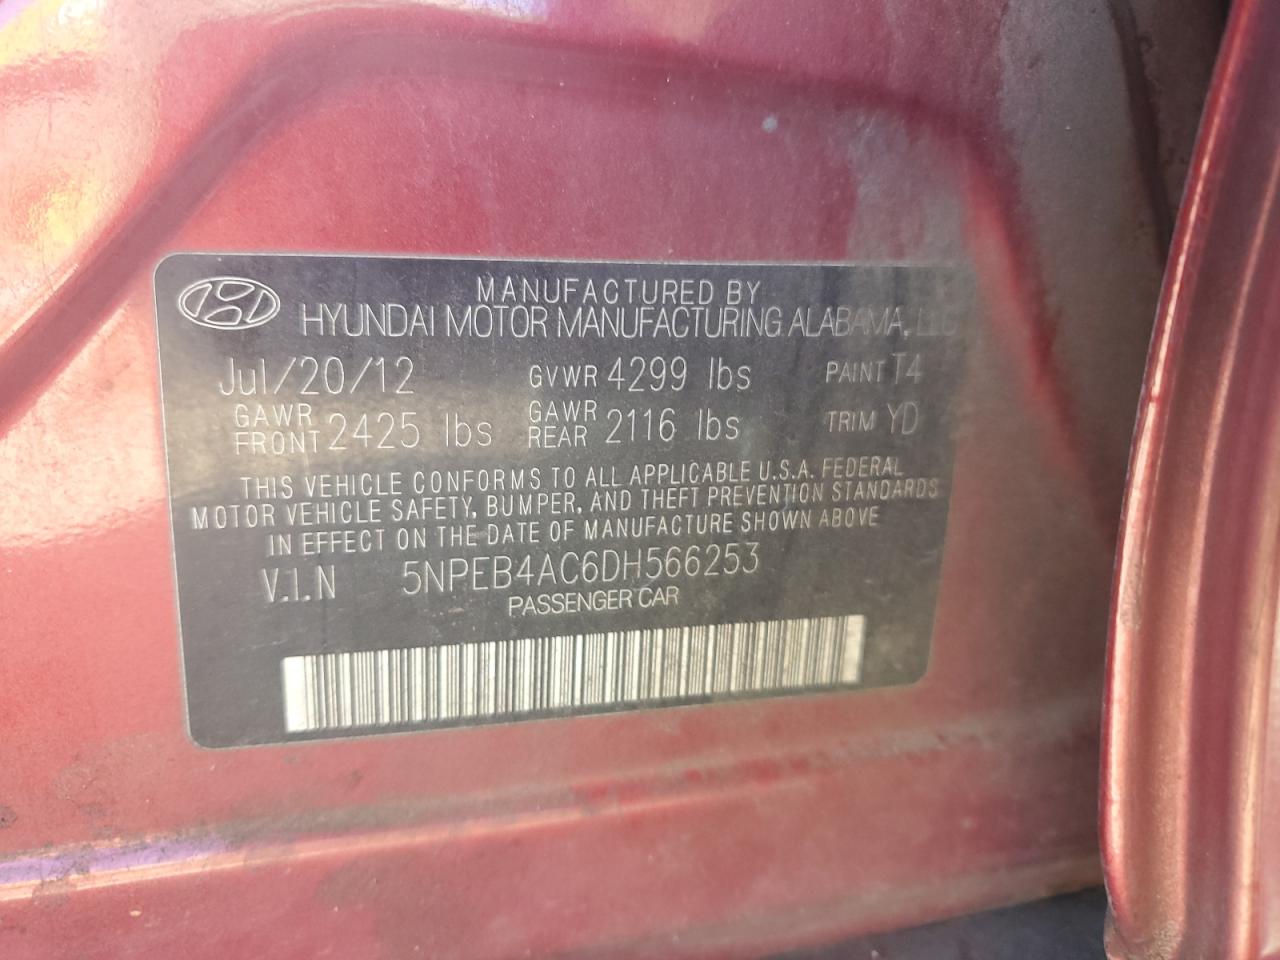 MANUFACTURED BY
HYUNDAI MOTOR MANUFACTURING ALABAMA, LLC
Jul/20/12 GVWR 4299 lbs PAINT T4
GAWR FRONT 2425 lbs GAWR REAR 2116 lbs TRIM YD
THIS VEHICLE CONFORMS TO ALL APPLICABLE U.S.A. FEDERAL
MOTOR VEHICLE SAFETY, BUMPER, AND THEFT PREVENTION STANDARDS
IN EFFECT ON THE DATE OF MANUFACTURE SHOWN ABOVE
V.I.N 5NPEB4AC6DH566253
PASSENGER CAR